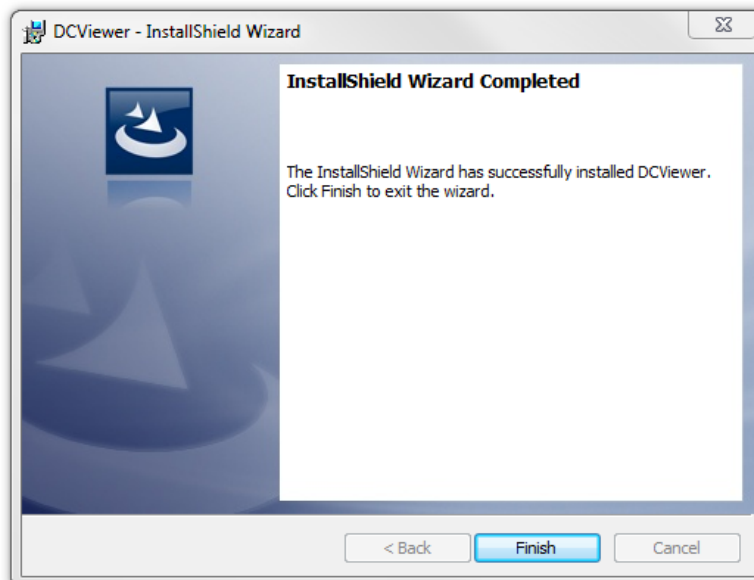 DCViewer - InstallShield Wizard
InstallShield Wizard Completed
The InstallShield Wizard has successfully installed DCViewer.
Click Finish to exit the wizard.
< Back
Finish
Cancel